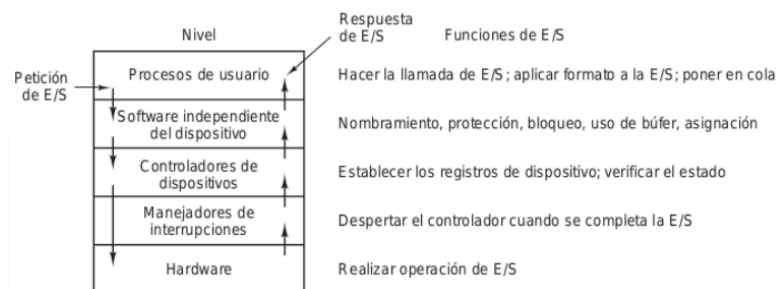 Nivel
Respuesta
de E/S
Funciones de E/S
Petición
de E/S
Procesos de usuario
Hacer la llamada de E/S; aplicar formato a la E/S; poner en cola
Software independiente
del dispositivo
Nombramiento, protección, bloqueo, uso de búfer, asignación
Controladores de
dispositivos
Establecer los registros de dispositivo; verificar el estado
Manejadores de
interrupciones
Despertar el controlador cuando se completa la E/S
Hardware
Realizar operación de E/S